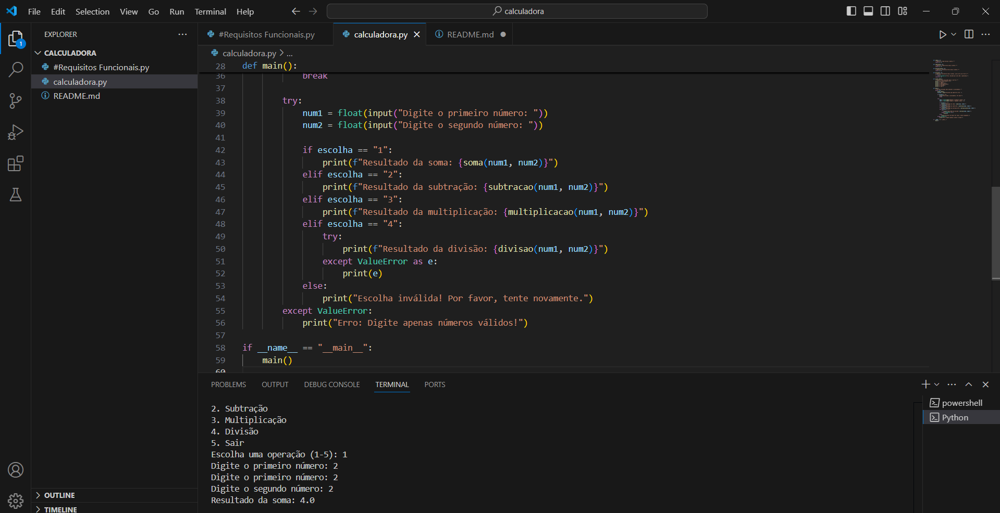 File Edit Selection View Go Run Terminal Help
calculadora
EXPLORER
1
CALCULADORA
#Requisitos Funcionais.py
calculadora.py
README.md
#Requisitos Funcionais.py
calculadora.py
README.md
calculadora.py > ...
28 def main():
36 break
37
38 try:
39 num1 = float(input("Digite o primeiro número: "))
40 num2 = float(input("Digite o segundo número: "))
41
42 if escolha == "1":
43 print(f"Resultado da soma: {soma(num1, num2)}")
44 elif escolha == "2":
45 print(f"Resultado da subtração: {subtracao(num1, num2)}")
46 elif escolha == "3":
47 print(f"Resultado da multiplicação: {multiplicacao(num1, num2)}")
48 elif escolha == "4":
49 try:
50 print(f"Resultado da divisão: {divisao(num1, num2)}")
51 except ValueError as e:
52 print(e)
53 else:
54 print("Escolha inválida! Por favor, tente novamente.")
55 except ValueError:
56 print("Erro: Digite apenas números válidos!")
57
58 if __name__ == "__main__":
59 main()
60
PROBLEMS OUTPUT DEBUG CONSOLE TERMINAL PORTS
2. Subtração
3. Multiplicação
4. Divisão
5. Sair
Escolha uma operação (1-5): 1
Digite o primeiro número: 2
Digite o primeiro número: 2
Digite o segundo número: 2
Resultado da soma: 4.0
powershell
Python
OUTLINE
TIMELINE